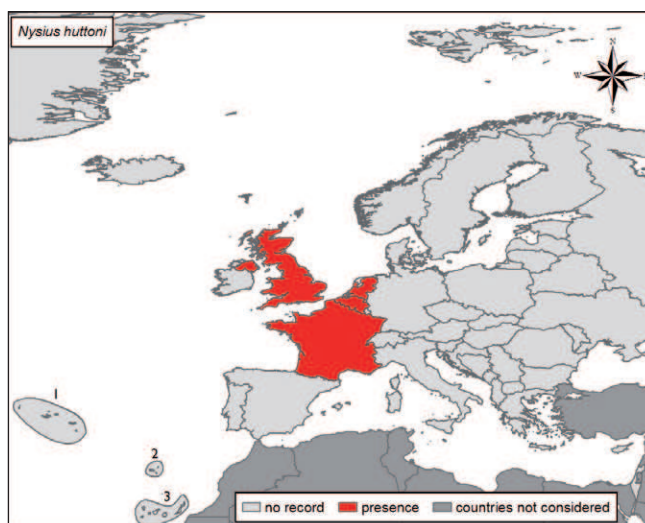 Nysius huttoni
N
W
S
1
2
3
no record presence countries not considered